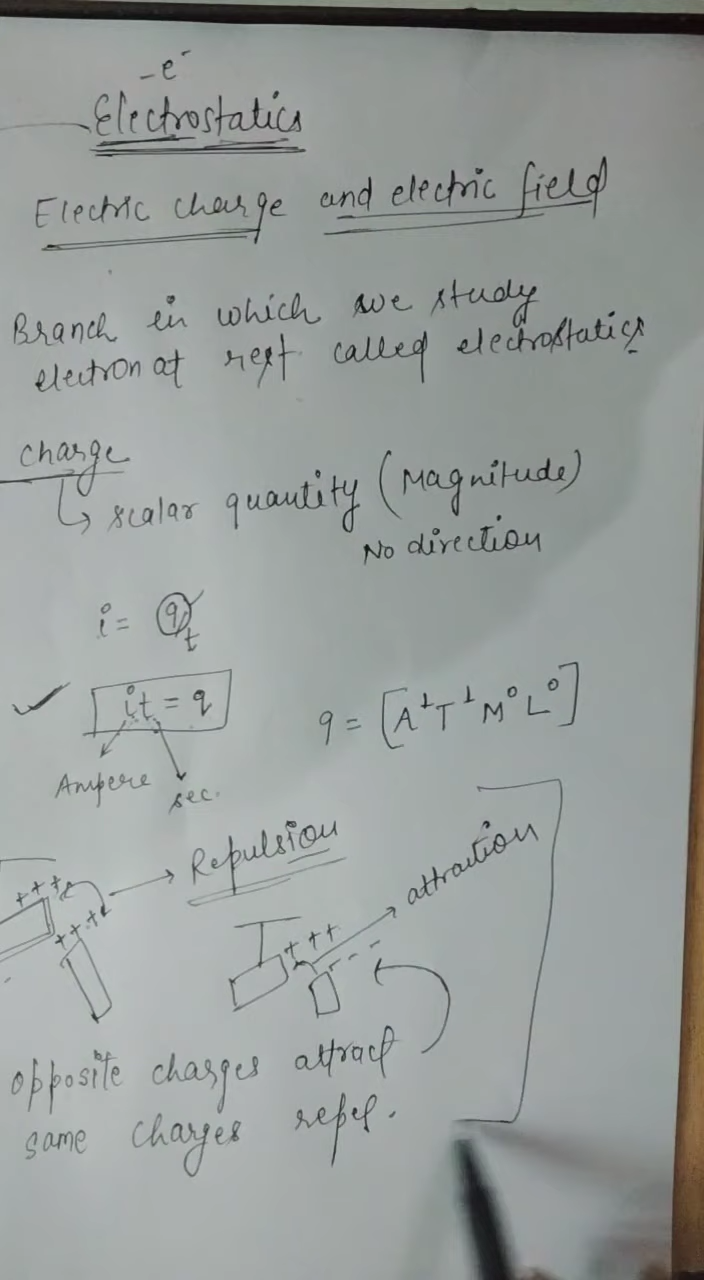 -e⁻
Electrostatics
Electric charge and electric field
Branch in which we study
electron at rest called electrostatics
charge
↳ scalar quantity (Magnitude)
No direction
i = q/t
it = q
q = [A¹T¹M⁰L⁰]
Ampere
sec.
Repulsion
attraction
+++
+++
+++
---
opposite charges attract
same charges repel.